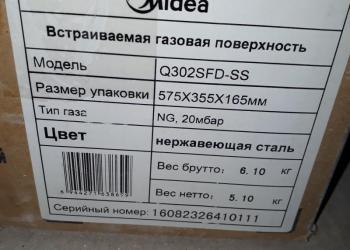 Midea
Встраиваемая газовая поверхность
Модель Q302SFD-SS
Размер упаковки 575X355X165мм
Тип газа NG, 20мбар
Цвет нержавеющая сталь
Вес брутто: 6.10 кг
Вес нетто: 5.10 кг
Серийный номер: 16082326410111